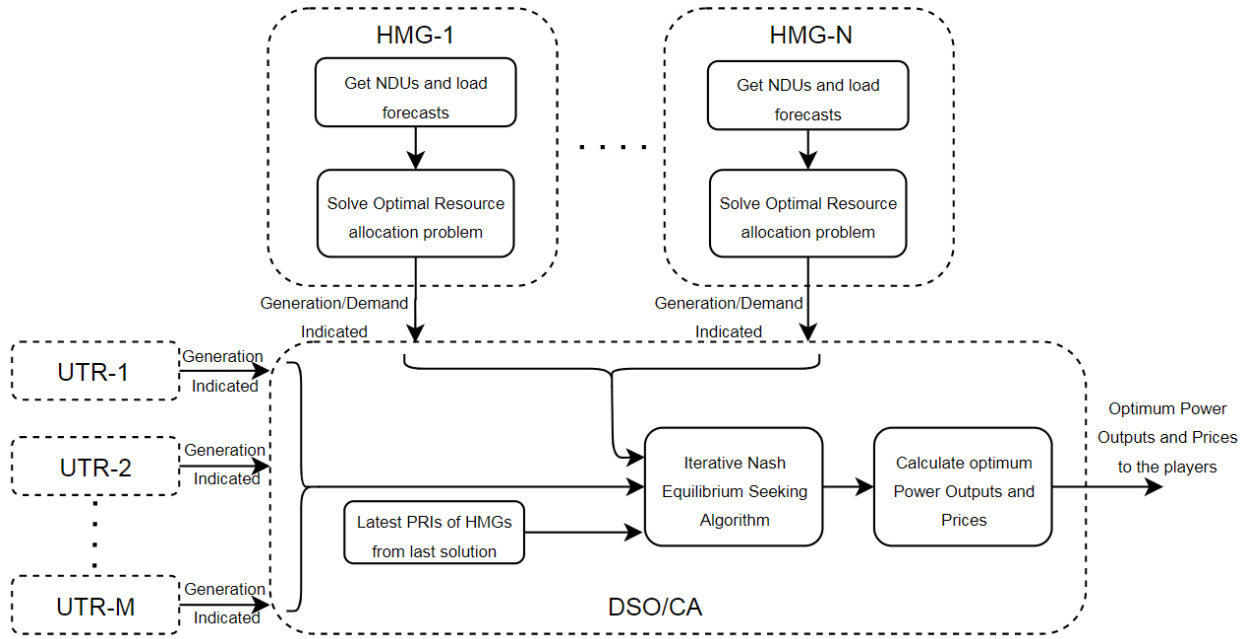 HMG-1
Get NDUs and load
forecasts
Solve Optimal Resource
allocation problem
Generation/Demand
Indicated
HMG-N
Get NDUs and load
forecasts
Solve Optimal Resource
allocation problem
Generation/Demand
Indicated
UTR-1
Generation
Indicated
UTR-2
Generation
Indicated
UTR-M
Generation
Indicated
Latest PRIs of HMGs
from last solution
Iterative Nash
Equilibrium Seeking
Algorithm
Calculate optimum
Power Outputs and
Prices
DSO/CA
Optimum Power
Outputs and Prices
to the players